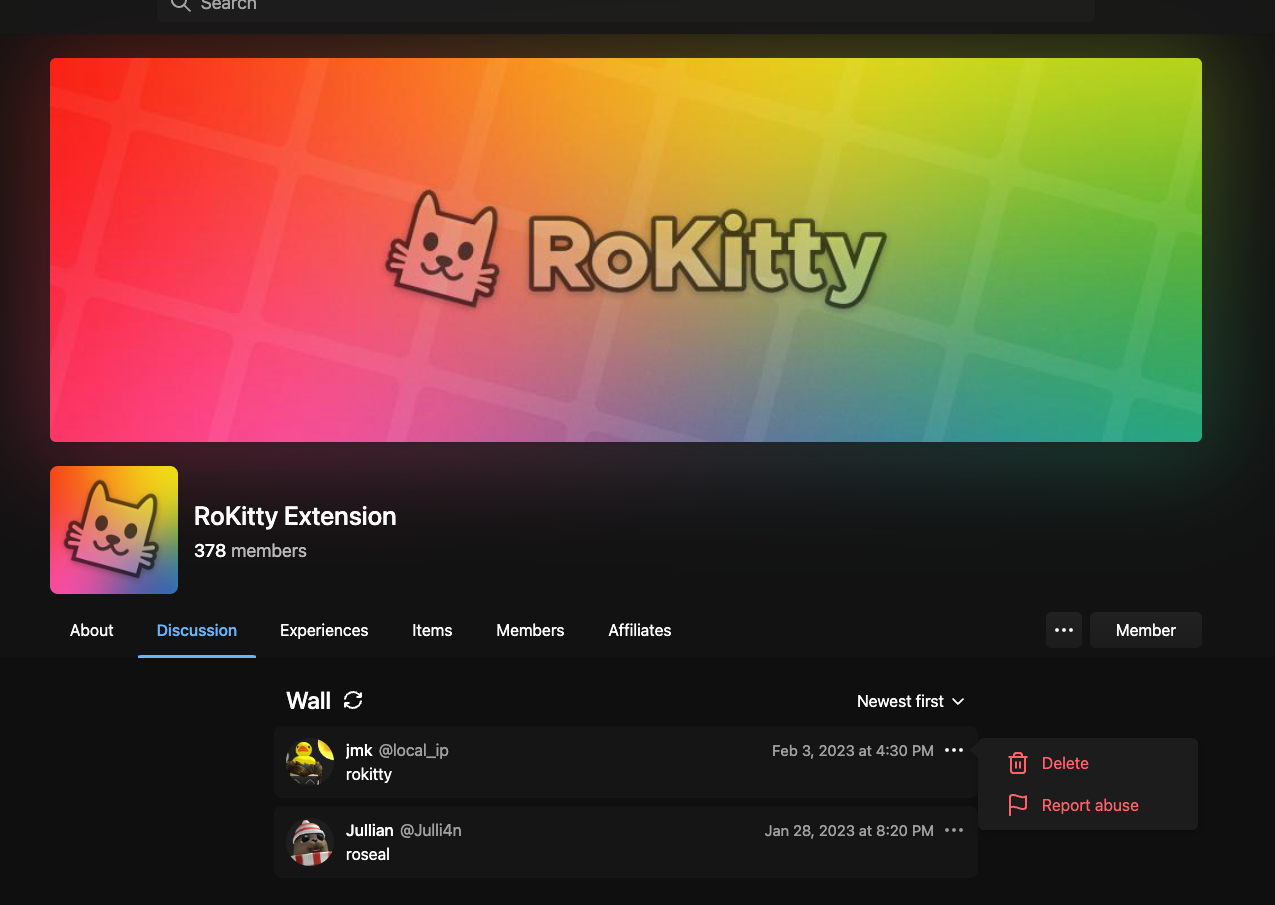 Search
RoKitty
RoKitty Extension
378 members
About Discussion Experiences Items Members Affiliates ••• Member
Wall Newest first
jmk @local_ip Feb 3, 2023 at 4:30 PM •••
rokitty
Delete
Report abuse
Jullian @Julli4n Jan 28, 2023 at 8:20 PM •••
roseal